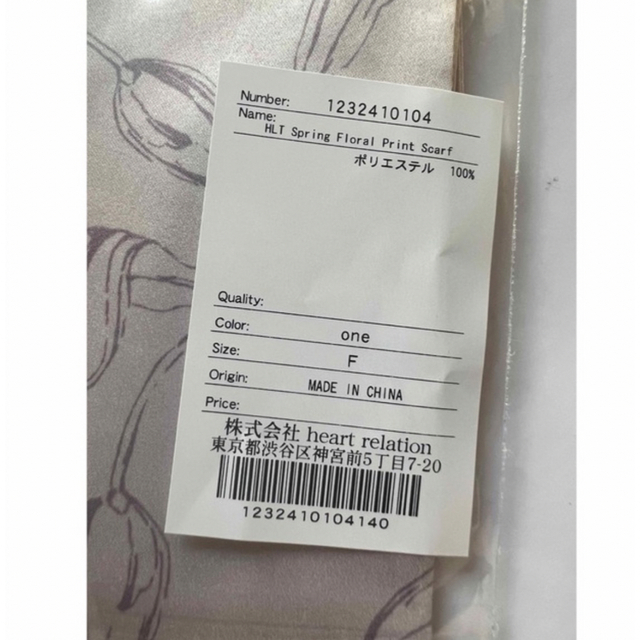 Number: 1232410104
Name:
HLT Spring Floral Print Scarf
ポリエステル 100%
Quality:
Color: one
Size: F
Origin: MADE IN CHINA
Price:
株式会社 heart relation
東京都渋谷区神宮前5丁目7-20
1232410104140